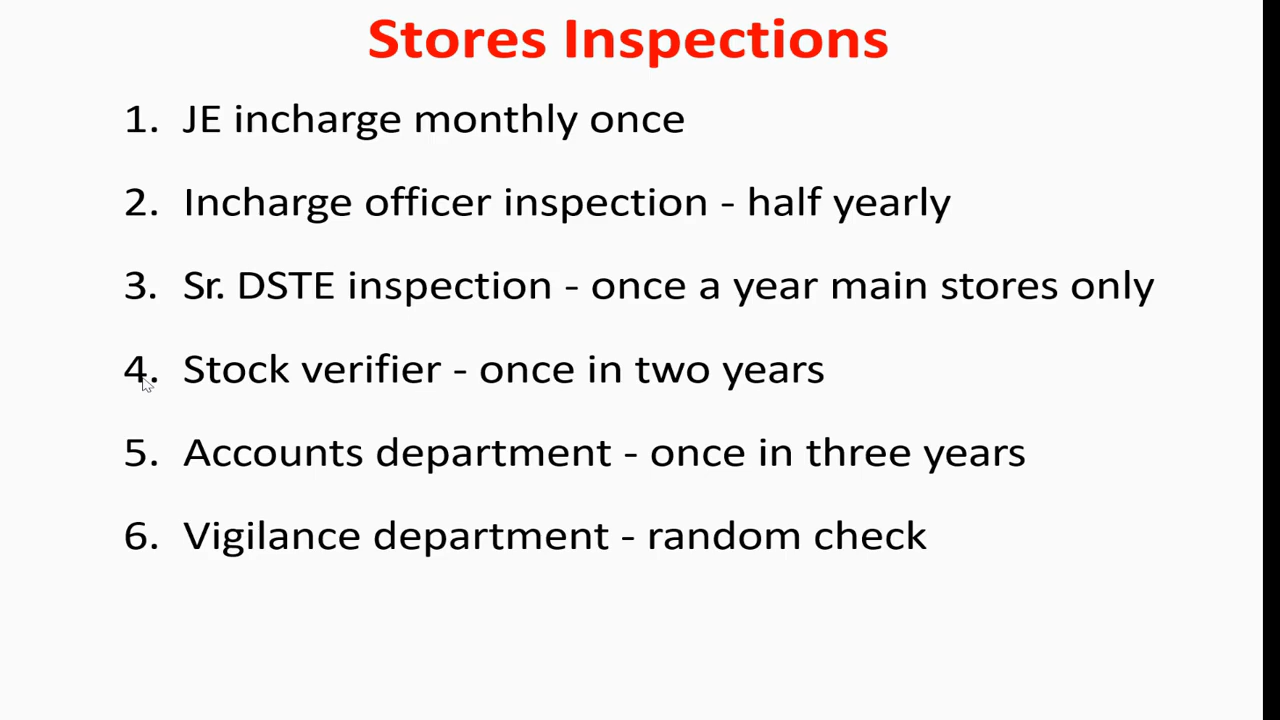 Stores Inspections
1. JE incharge monthly once
2. Incharge officer inspection - half yearly
3. Sr. DSTE inspection - once a year main stores only
4. Stock verifier - once in two years
5. Accounts department - once in three years
6. Vigilance department - random check